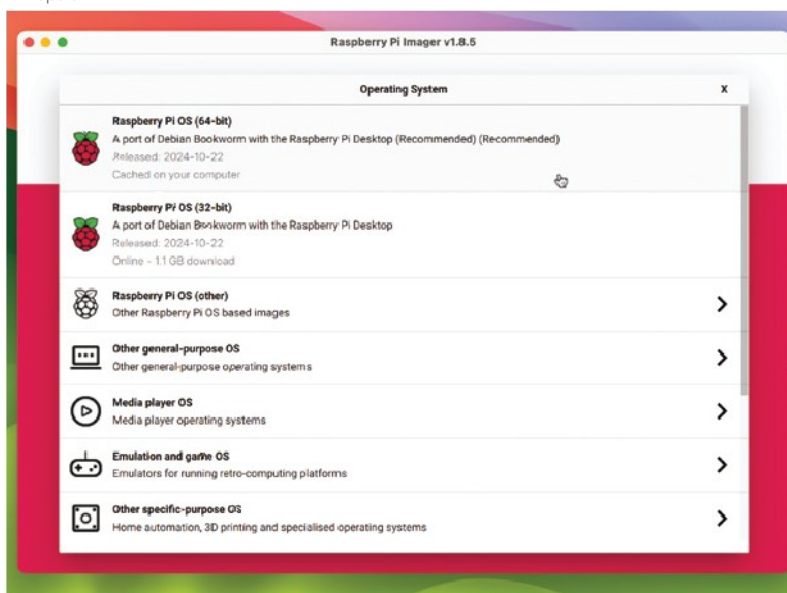 Raspberry Pi Imager v1.8.5
Operating System
X
Raspberry Pi OS (64-bit)
A port of Debian Bookworm with the Raspberry Pi Desktop (Recommended) (Recommended)
Released: 2024-10-22
Cached on your computer
Raspberry Pi OS (32-bit)
A port of Debian Bookworm with the Raspberry Pi Desktop
Released: 2024-10-22
Online - 1.1 GB download
Raspberry Pi OS (other)
Other Raspberry Pi OS based images
Other general-purpose OS
Other general-purpose operating systems
Media player OS
Media player operating systems
Emulation and game OS
Emulators for running retro-computing platforms
Other specific-purpose OS
Home automation, 3D printing and specialised operating systems